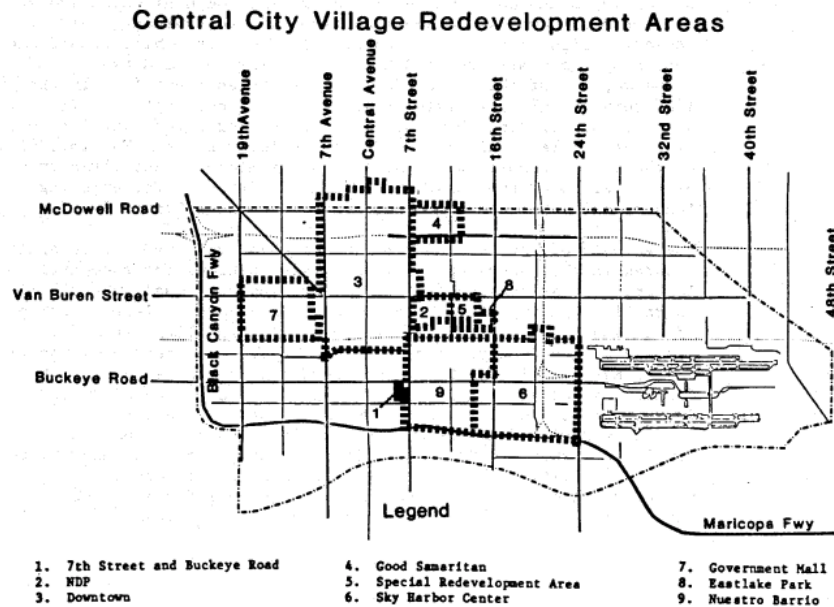 Central City Village Redevelopment Areas
19thAvenue
7th Avenue
Central Avenue
7th Street
16th Street
24th Street
32nd Street
40th Street
48th Street
McDowell Road
Van Buren Street
Buckeye Road
Black Canyon Fwy
4
3
8
2
5
7
1
9
6
Maricopa Fwy
Legend
1. 7th Street and Buckeye Road
2. NDP
3. Downtown
4. Good Samaritan
5. Special Redevelopment Area
6. Sky Harbor Center
7. Government Mall
8. Eastlake Park
9. Nuestro Barrio